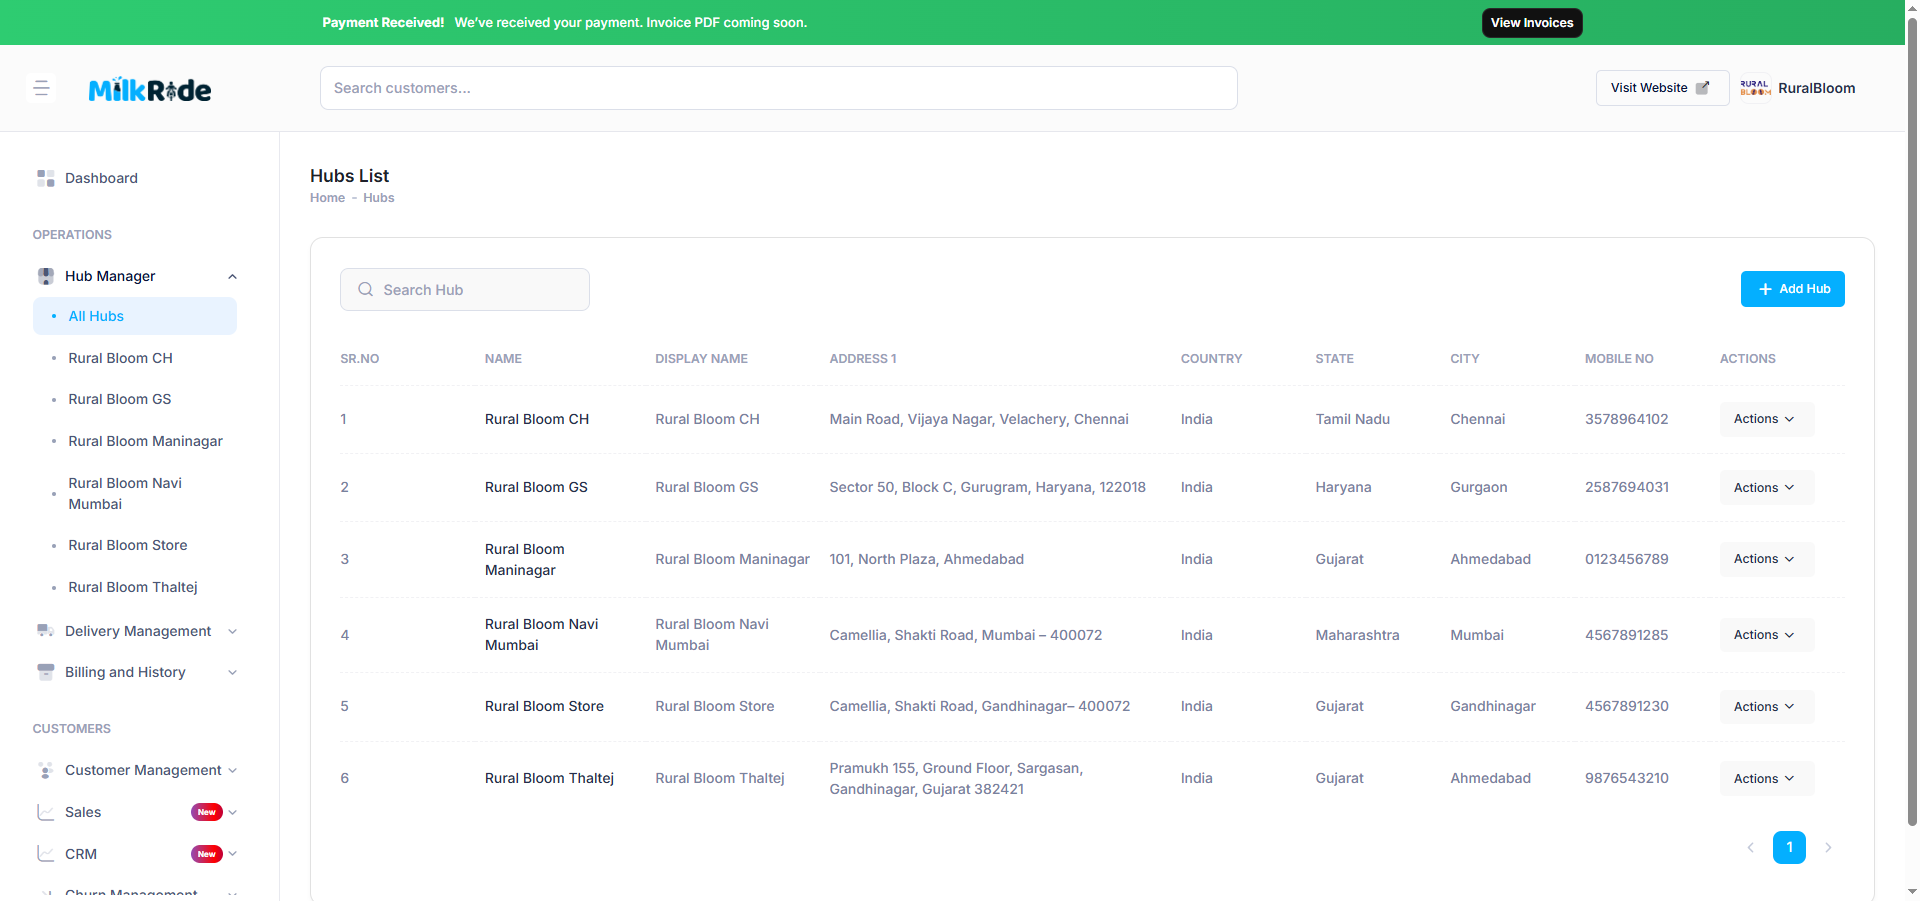 Payment Received! We've received your payment. Invoice PDF coming soon.
View Invoices
MilkRide
Search customers...
Visit Website
RURAL BLOOM
RuralBloom
Dashboard
OPERATIONS
Hub Manager
All Hubs
Rural Bloom CH
Rural Bloom GS
Rural Bloom Maninagar
Rural Bloom Navi
Mumbai
Rural Bloom Store
Rural Bloom Thaltej
Delivery Management
Billing and History
CUSTOMERS
Customer Management
Sales New
CRM New
Churn Management
Hubs List
Home - Hubs
Search Hub
Add Hub
SR.NO NAME DISPLAY NAME ADDRESS 1 COUNTRY STATE CITY MOBILE NO ACTIONS
1 Rural Bloom CH Rural Bloom CH Main Road, Vijaya Nagar, Velachery, Chennai India Tamil Nadu Chennai 3578964102 Actions
2 Rural Bloom GS Rural Bloom GS Sector 50, Block C, Gurugram, Haryana, 122018 India Haryana Gurgaon 2587694031 Actions
3 Rural Bloom Maninagar Rural Bloom Maninagar 101, North Plaza, Ahmedabad India Gujarat Ahmedabad 0123456789 Actions
4 Rural Bloom Navi Mumbai Rural Bloom Navi Mumbai Camellia, Shakti Road, Mumbai – 400072 India Maharashtra Mumbai 4567891285 Actions
5 Rural Bloom Store Rural Bloom Store Camellia, Shakti Road, Gandhinagar– 400072 India Gujarat Gandhinagar 4567891230 Actions
6 Rural Bloom Thaltej Rural Bloom Thaltej Pramukh 155, Ground Floor, Sargasan, Gandhinagar, Gujarat 382421 India Gujarat Ahmedabad 9876543210 Actions
1